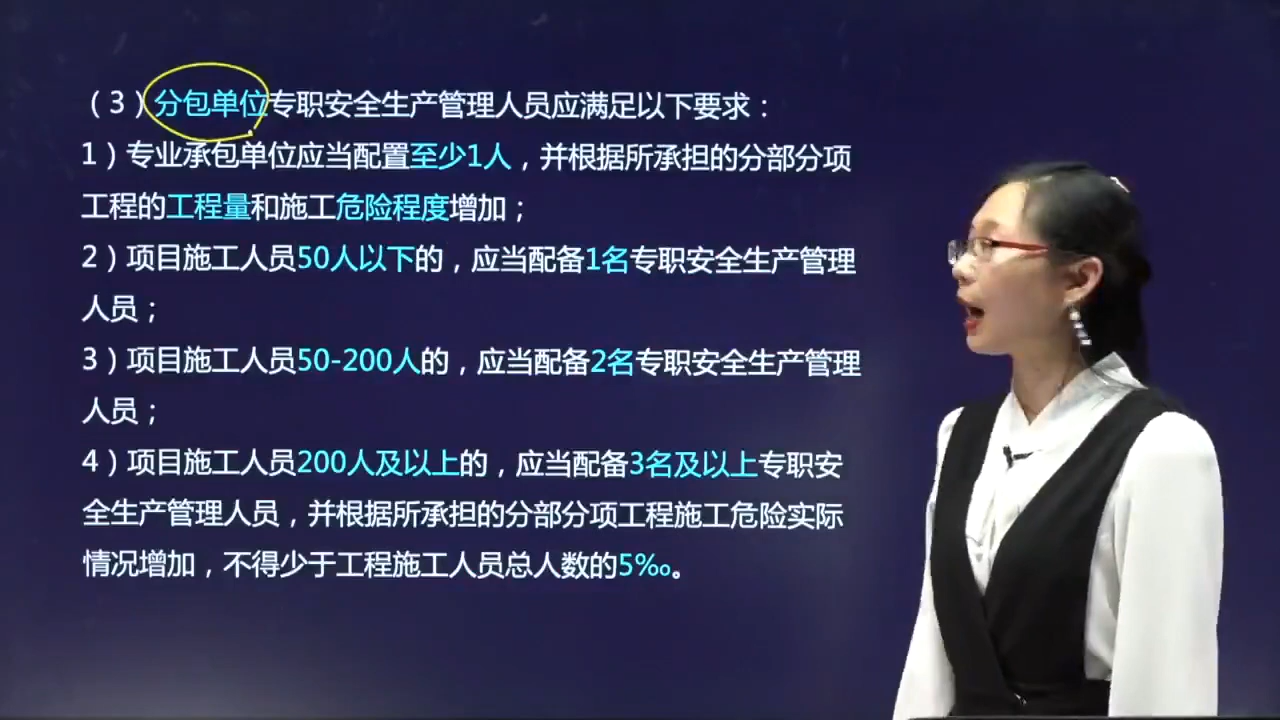 （3）分包单位专职安全生产管理人员应满足以下要求：
1）专业承包单位应当配置至少1人，并根据所承担的分部分项
工程的工程量和施工危险程度增加；
2）项目施工人员50人以下的，应当配备1名专职安全生产管理
人员；
3）项目施工人员50-200人的，应当配备2名专职安全生产管理
人员；
4）项目施工人员200人及以上的，应当配备3名及以上专职安
全生产管理人员，并根据所承担的分部分项工程施工危险实际
情况增加，不得少于工程施工人员总人数的5‰。